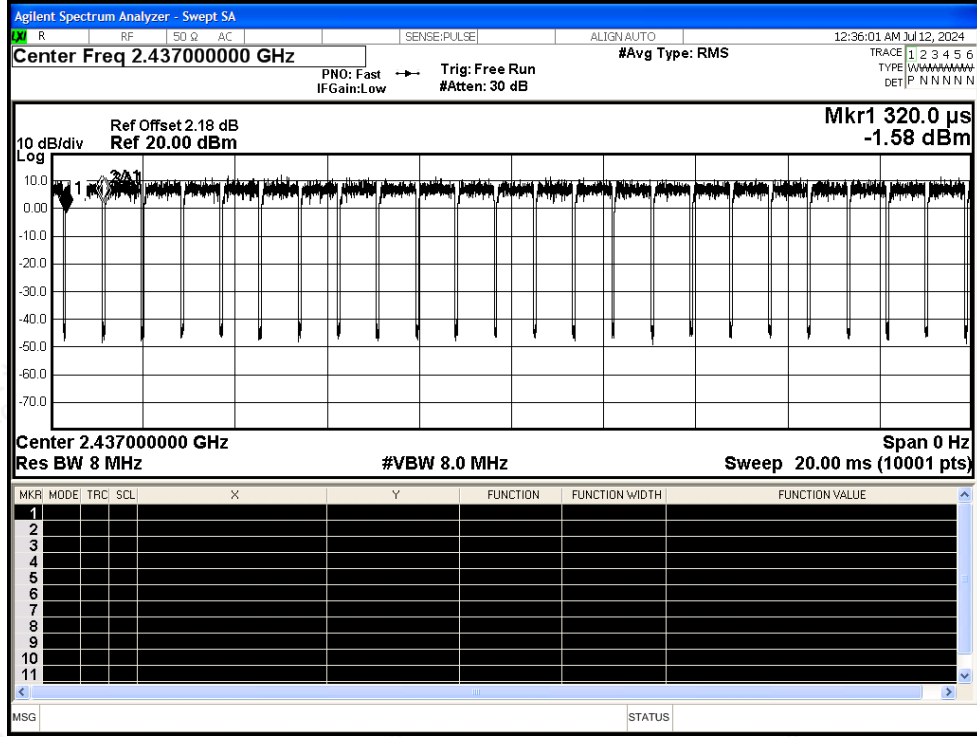 Agilent Spectrum Analyzer - Swept SA
LXI R RF 50 Ω AC SENSE:PULSE ALIGN AUTO 12:36:01 AM Jul 12, 2024
Center Freq 2.437000000 GHz
#Avg Type: RMS
TRACE 1 2 3 4 5 6
PNO: Fast Trig: Free Run
TYPE WWWWWW
IFGain:Low #Atten: 30 dB
DET P N N N N N
Mkr1 320.0 µs
-1.58 dBm
Ref Offset 2.18 dB
10 dB/div Ref 20.00 dBm
Log
10.0
0.00
-10.0
-20.0
-30.0
-40.0
-50.0
-60.0
-70.0
1
Center 2.437000000 GHz Span 0 Hz
Res BW 8 MHz #VBW 8.0 MHz Sweep 20.00 ms (10001 pts)
MKR MODE TRC SCL X Y FUNCTION FUNCTION WIDTH FUNCTION VALUE
1
2
3
4
5
6
7
8
9
10
11
MSG STATUS